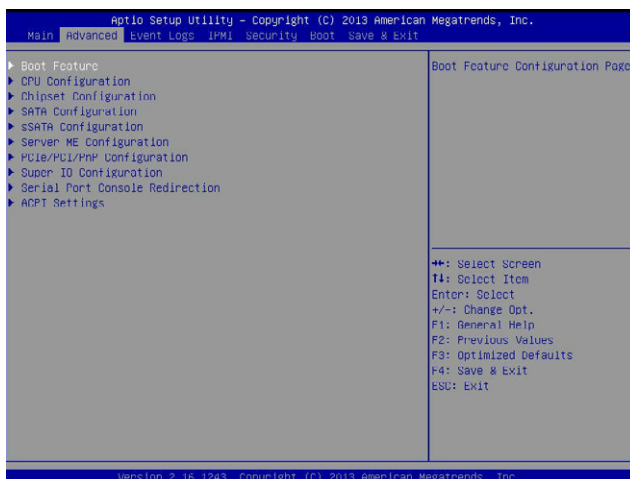 Aptio Setup Utility – Copyright (C) 2013 American Megatrends, Inc.
Main Advanced Event Logs IPMI Security Boot Save & Exit
Boot Feature
CPU Configuration
Chipset Configuration
SATA Configuration
sSATA Configuration
Server ME Configuration
PCIe/PCI/PnP Configuration
Super IO Configuration
Serial Port Console Redirection
ACPI Settings
Boot Feature Configuration Page
→←: Select Screen
↑↓: Select Item
Enter: Select
+/-: Change Opt.
F1: General Help
F2: Previous Values
F3: Optimized Defaults
F4: Save & Exit
ESC: Exit
Version 2.16.1243. Copyright (C) 2013 American Megatrends, Inc.